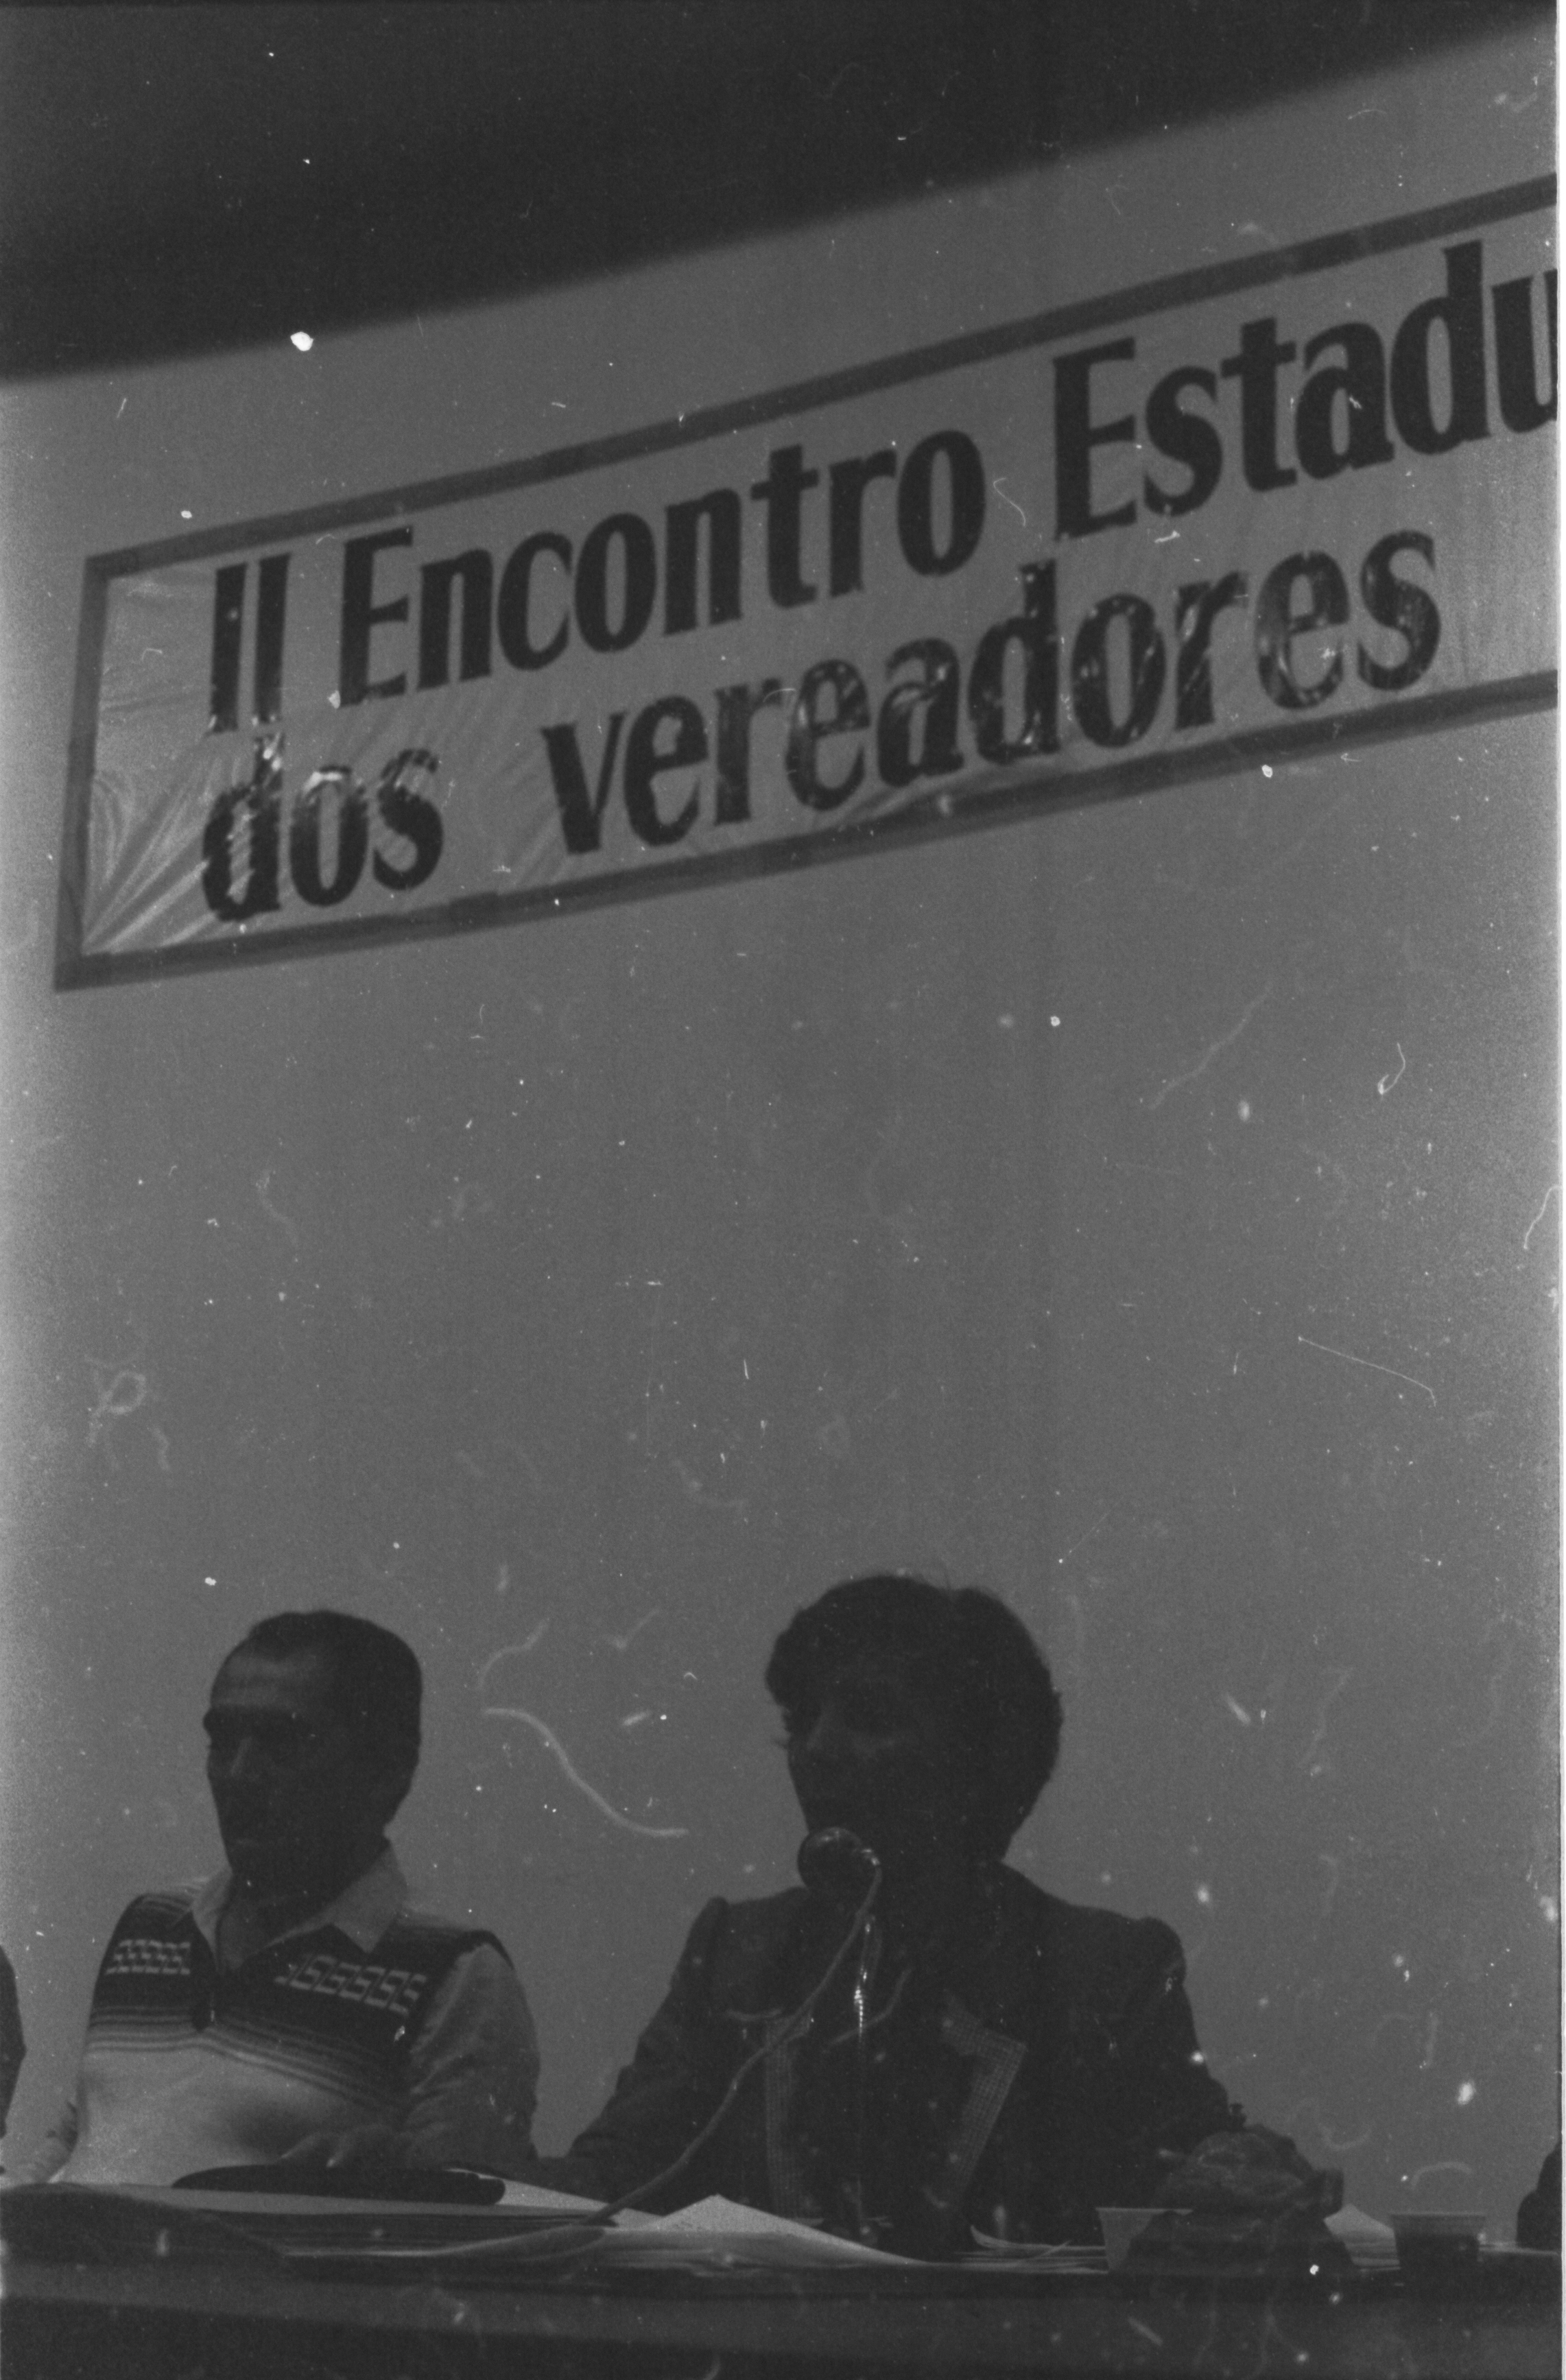 II Encontro Estadu
dos vereadores